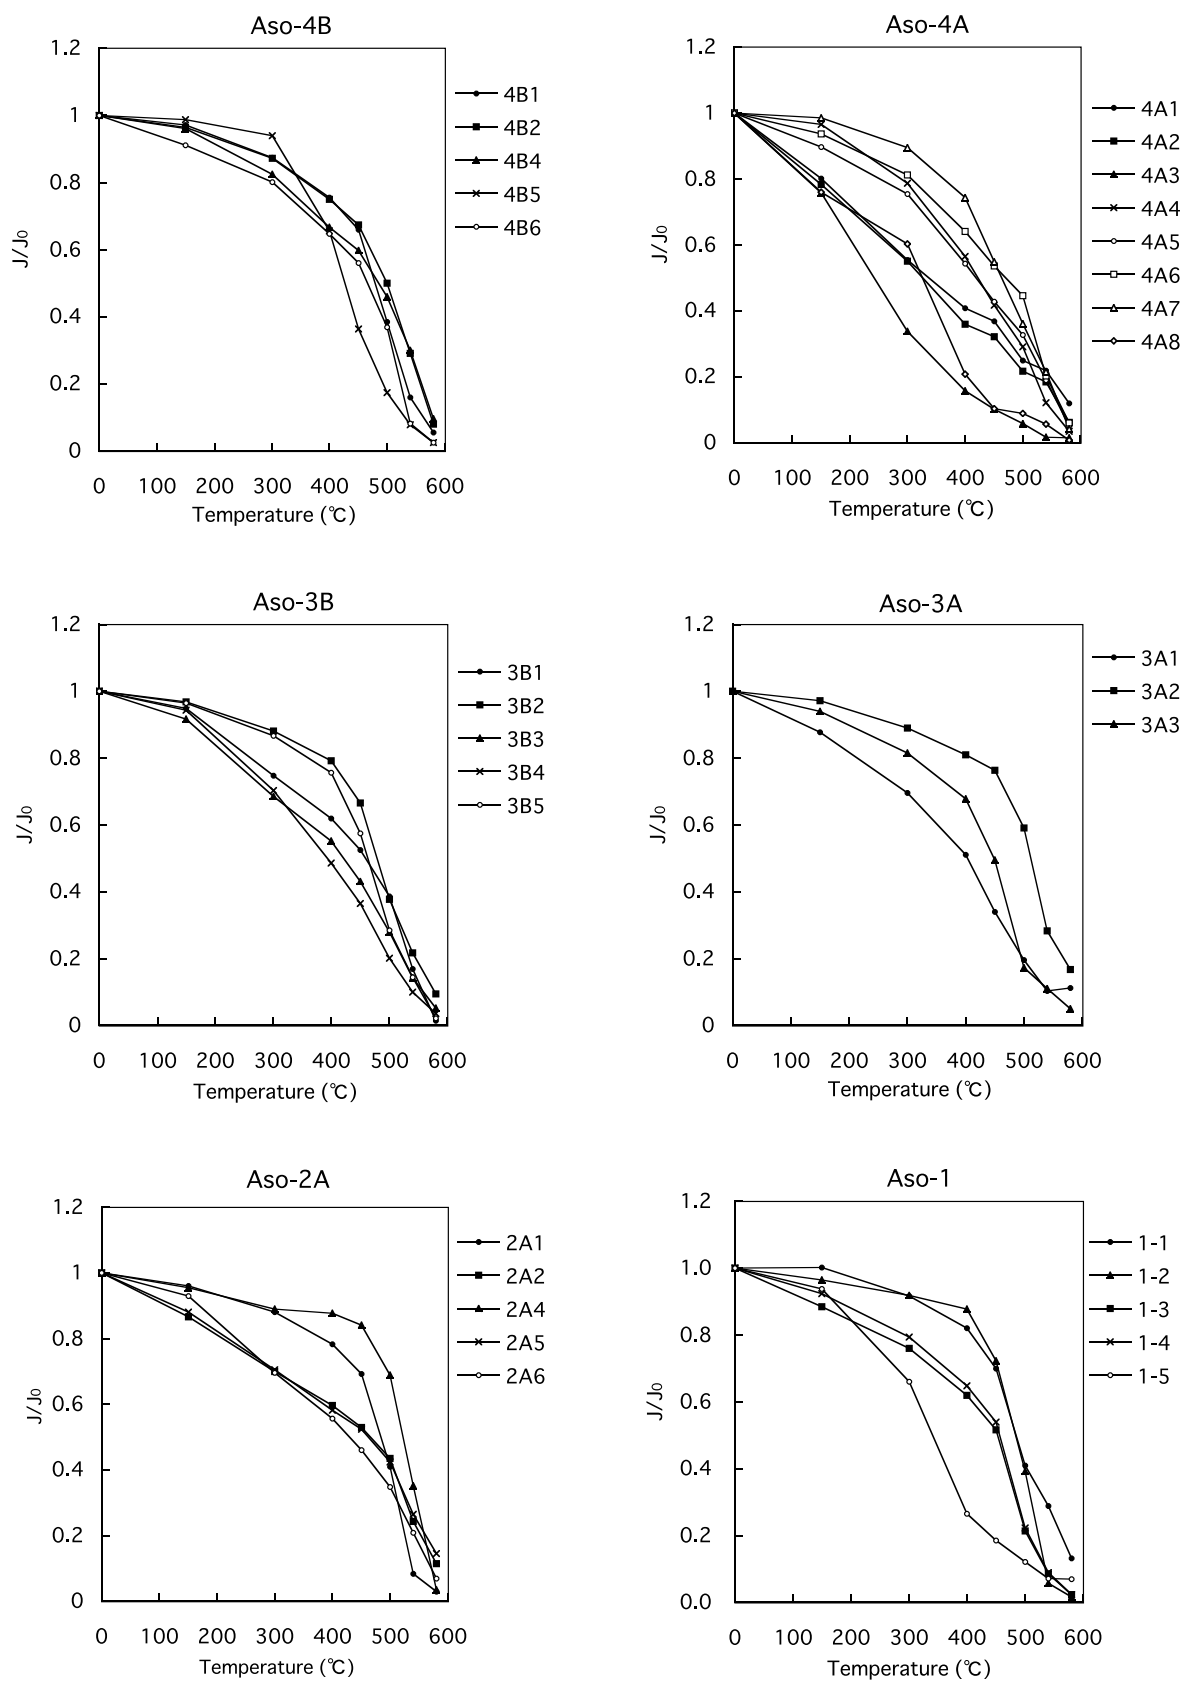 Aso-4B
1.2
1
0.8
0.6
0.4
0.2
0
J/J₀
0 100 200 300 400 500 600
Temperature (℃)
4B1
4B2
4B4
4B5
4B6
Aso-4A
1.2
1
0.8
0.6
0.4
0.2
0
J/J₀
0 100 200 300 400 500 600
Temperature (℃)
4A1
4A2
4A3
4A4
4A5
4A6
4A7
4A8
Aso-3B
1.2
1
0.8
0.6
0.4
0.2
0
J/J₀
0 100 200 300 400 500 600
Temperature (℃)
3B1
3B2
3B3
3B4
3B5
Aso-3A
1.2
1
0.8
0.6
0.4
0.2
0
J/J₀
0 100 200 300 400 500 600
Temperature (℃)
3A1
3A2
3A3
Aso-2A
1.2
1
0.8
0.6
0.4
0.2
0
J/J₀
0 100 200 300 400 500 600
Temperature (℃)
2A1
2A2
2A4
2A5
2A6
Aso-1
1.2
1.0
0.8
0.6
0.4
0.2
0.0
J/J₀
0 100 200 300 400 500 600
Temperature (℃)
1-1
1-2
1-3
1-4
1-5